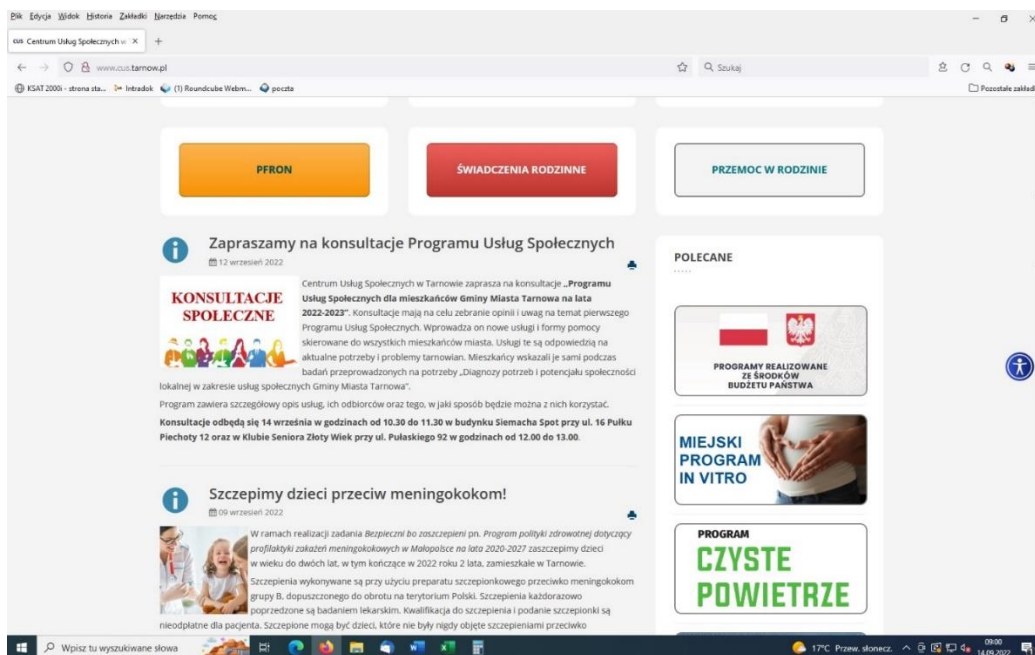 Plik Edycja Widok Historia Zakładki Narzędzia Pomoc
Centrum Usług Społecznych w
www.cus.tarnow.pl
Szukaj
KSAT 2000i - strona sta...
Intradok
(1) Roundcube Webm...
poczta
Pozostałe zakład
PFRON
ŚWIADCZENIA RODZINNE
PRZEMOC W RODZINIE
Zapraszamy na konsultacje Programu Usług Społecznych
12 wrzesień 2022
KONSULTACJE
SPOŁECZNE
Centrum Usług Społecznych w Tarnowie zaprasza na konsultacje „Programu
Usług Społecznych dla mieszkańców Gminy Miasta Tarnowa na lata
2022-2023”. Konsultacje mają na celu zebranie opinii i uwag na temat pierwszego
Programu Usług Społecznych. Wprowadza on nowe usługi i formy pomocy
skierowane do wszystkich mieszkańców miasta. Usługi te są odpowiedzią na
aktualne potrzeby i problemy tarnowian. Mieszkańcy wskazali je sami podczas
badań przeprowadzonych na potrzeby „Diagnozy potrzeb i potencjału społeczności
lokalnej w zakresie usług społecznych Gminy Miasta Tarnowa”.
Program zawiera szczegółowy opis usług, ich odbiorców oraz tego, w jaki sposób będzie można z nich korzystać.
Konsultacje odbędą się 14 września w godzinach od 10.30 do 11.30 w budynku Siemacha Spot przy ul. 16 Pułku
Piechoty 12 oraz w Klubie Seniora Złoty Wiek przy ul. Pułaskiego 92 w godzinach od 12.00 do 13.00.
Szczepimy dzieci przeciw meningokokom!
09 wrzesień 2022
W ramach realizacji zadania Bezpieczni bo zaszczepieni pn. Program polityki zdrowotnej dotyczący
profilaktyki zakażeń meningokokowych w Małopolsce na lata 2020-2027 zaszczepimy dzieci
w wieku do dwóch lat, w tym kończące w 2022 roku 2 lata, zamieszkałe w Tarnowie.
Szczepienia wykonywane są przy użyciu preparatu szczepionkowego przeciwko meningokokom
grupy B, dopuszczonego do obrotu na terytorium Polski. Szczepienia każdorazowo
poprzedzone są badaniem lekarskim. Kwalifikacja do szczepienia i podanie szczepionki są
nieodpłatne dla pacjenta. Szczepione mogą być dzieci, które nie były nigdy objęte szczepieniami przeciwko
POLECANE
PROGRAMY REALIZOWANE
ZE ŚRODKÓW
BUDŻETU PAŃSTWA
MIEJSKI
PROGRAM
IN VITRO
PROGRAM
CZYSTE
POWIETRZE
Wpisz tu wyszukiwane słowa
17°C Przew. słonecz.
09:00
14.09.2022